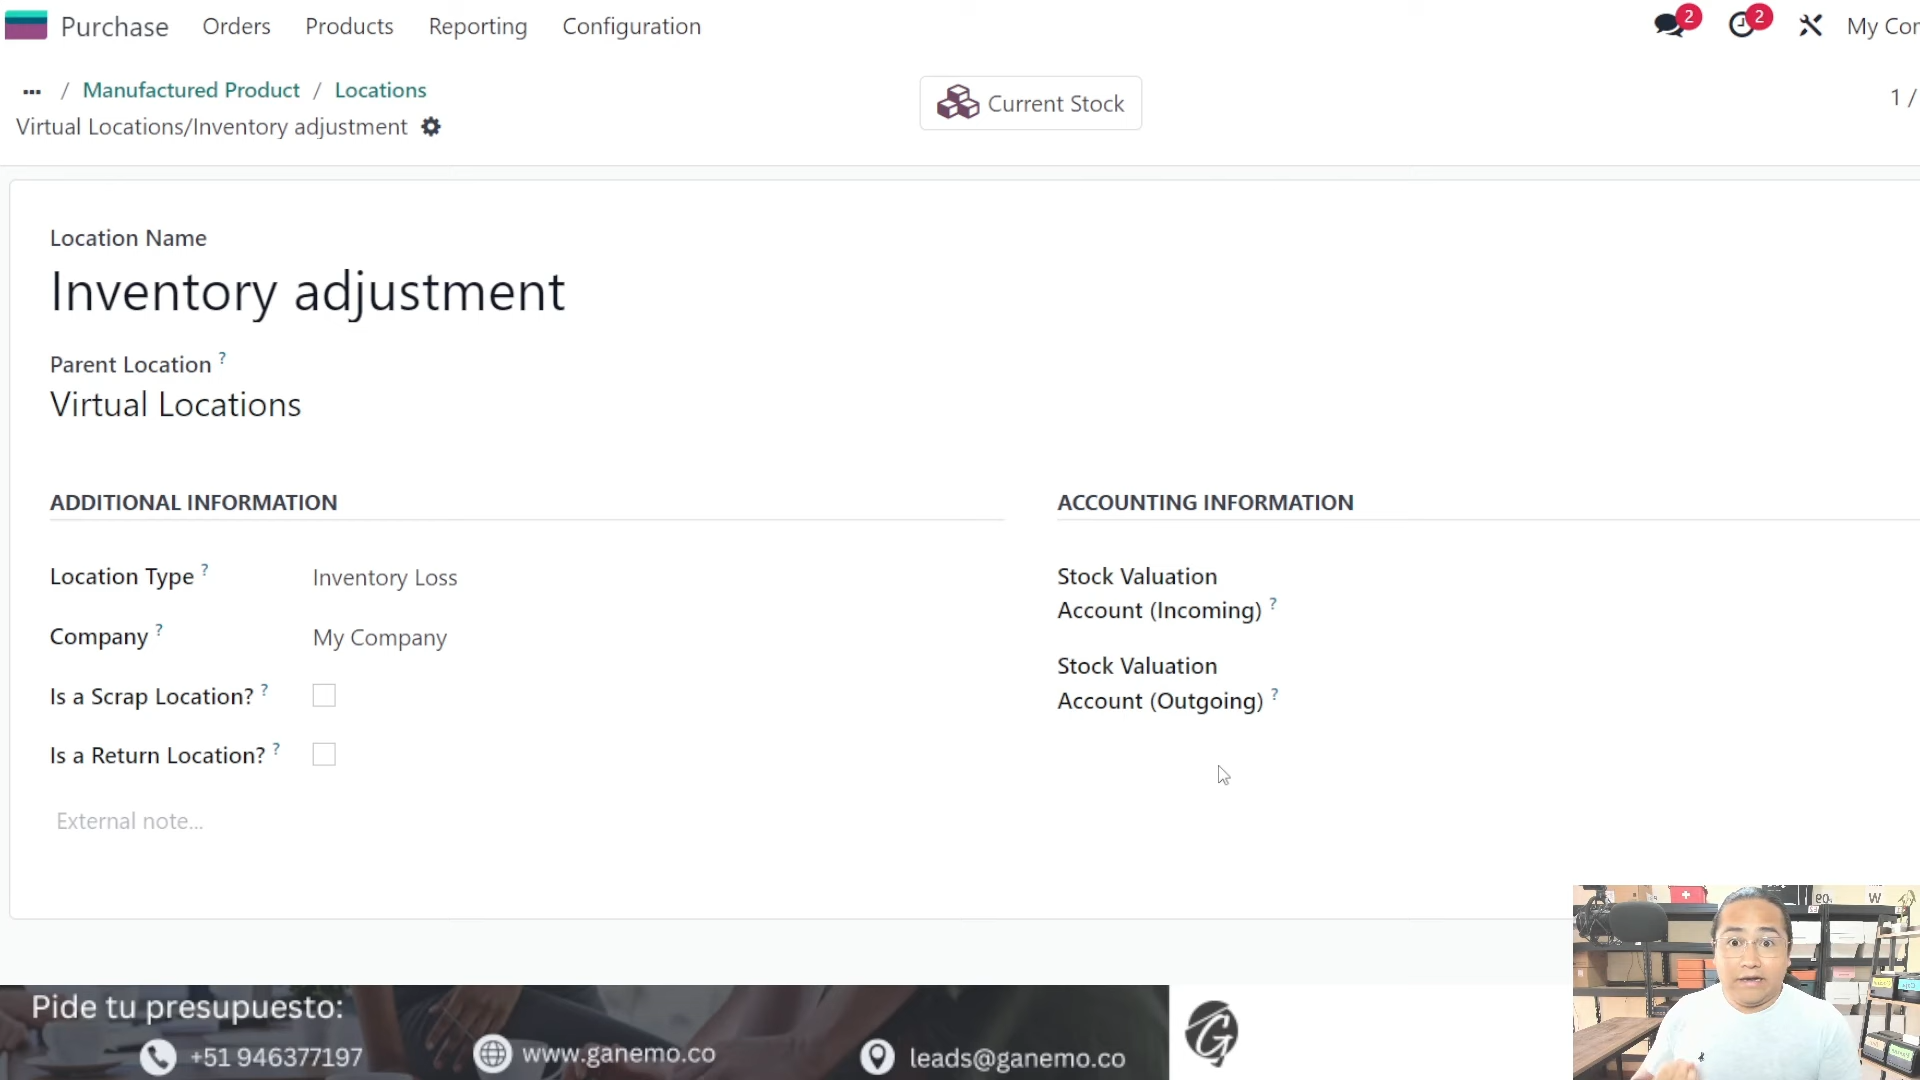 Purchase Orders Products Reporting Configuration 2 2 My Con
... / Manufactured Product / Locations
Virtual Locations/Inventory adjustment
Current Stock
1 /
Location Name
Inventory adjustment
Parent Location ?
Virtual Locations
ADDITIONAL INFORMATION
Location Type ? Inventory Loss
Company ? My Company
Is a Scrap Location? ?
Is a Return Location? ?
External note...
ACCOUNTING INFORMATION
Stock Valuation
Account (Incoming) ?
Stock Valuation
Account (Outgoing) ?
Pide tu presupuesto:
+51 946377197
www.ganemo.co
leads@ganemo.co
G